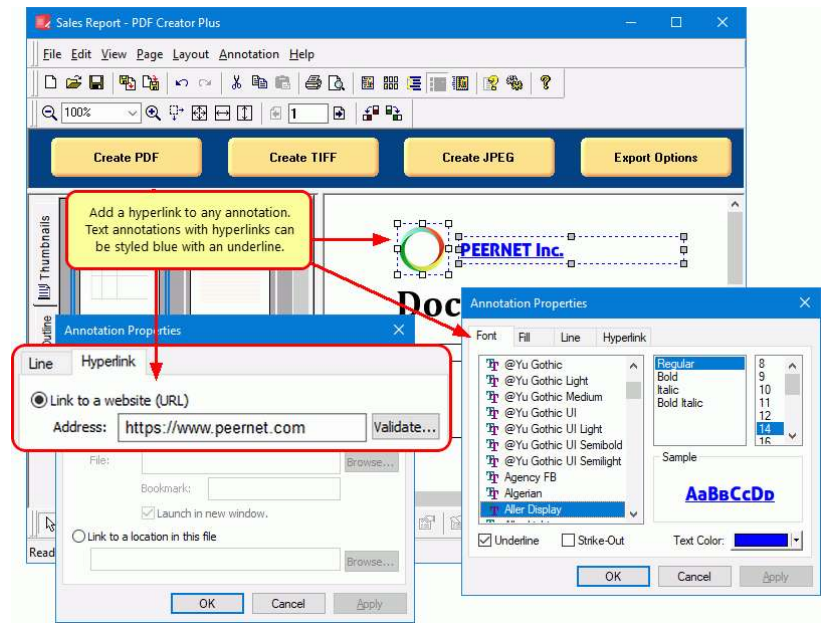 Sales Report - PDF Creator Plus
File Edit View Page Layout Annotation Help
100%
1
Create PDF Create TIFF Create JPEG Export Options
Add a hyperlink to any annotation.
Text annotations with hyperlinks can
be styled blue with an underline.
Thumbnails
Outline
PEERNET Inc.
Doc
Annotation Properties
Line Hyperlink
Link to a website (URL)
Address: https://www.peernet.com Validate...
File: Browse...
Bookmark:
Launch in new window.
Link to a location in this file
Browse...
OK Cancel Apply
Read
Annotation Properties
Font Fill Line Hyperlink
@Yu Gothic
@Yu Gothic Light
@Yu Gothic Medium
@Yu Gothic UI
@Yu Gothic UI Light
@Yu Gothic UI Semibold
@Yu Gothic UI Semilight
Agency FB
Algerian
Aller Display
Regular
Bold
Italic
Bold Italic
8
9
10
11
12
14
16
Sample
AaBbCcDd
Underline Strike-Out Text Color:
OK Cancel Apply